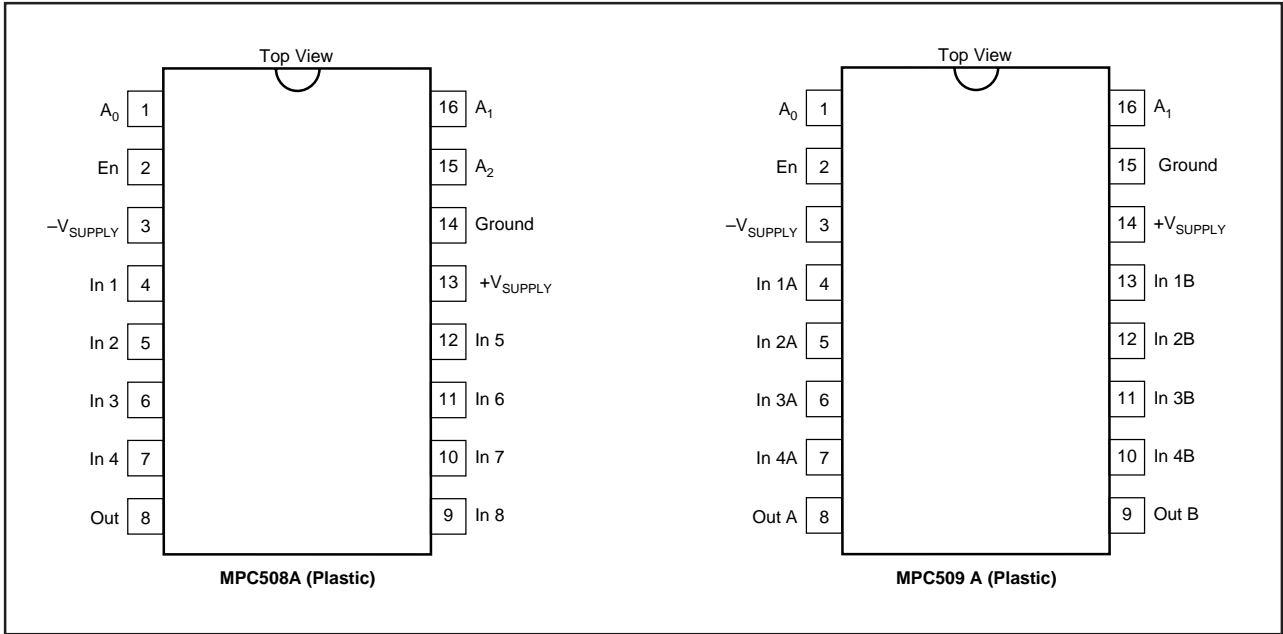 Top View
A0 1
En 2
–VSUPPLY 3
In 1 4
In 2 5
In 3 6
In 4 7
Out 8
16 A1
15 A2
14 Ground
13 +VSUPPLY
12 In 5
11 In 6
10 In 7
9 In 8
MPC508A (Plastic)
Top View
A0 1
En 2
–VSUPPLY 3
In 1A 4
In 2A 5
In 3A 6
In 4A 7
Out A 8
16 A1
15 Ground
14 +VSUPPLY
13 In 1B
12 In 2B
11 In 3B
10 In 4B
9 Out B
MPC509 A (Plastic)